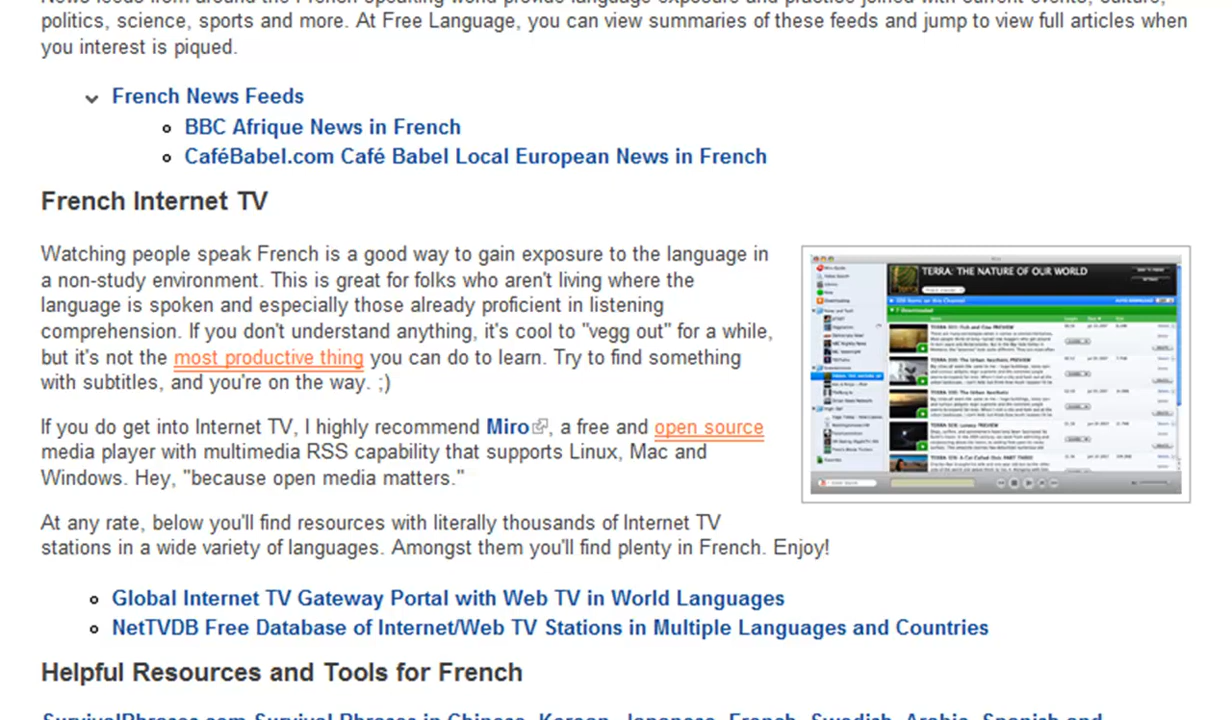 News feeds from around the French speaking world provide language exposure and practice joined with current events, culture,
politics, science, sports and more. At Free Language, you can view summaries of these feeds and jump to view full articles when
you interest is piqued.
French News Feeds
BBC Afrique News in French
CaféBabel.com Café Babel Local European News in French
French Internet TV
Watching people speak French is a good way to gain exposure to the language in
a non-study environment. This is great for folks who aren't living where the
language is spoken and especially those already proficient in listening
comprehension. If you don't understand anything, it's cool to "vegg out" for a while,
but it's not the most productive thing you can do to learn. Try to find something
with subtitles, and you're on the way. ;)
TERRA: THE NATURE OF OUR WORLD
If you do get into Internet TV, I highly recommend Miro, a free and open source
media player with multimedia RSS capability that supports Linux, Mac and
Windows. Hey, "because open media matters."
At any rate, below you'll find resources with literally thousands of Internet TV
stations in a wide variety of languages. Amongst them you'll find plenty in French. Enjoy!
Global Internet TV Gateway Portal with Web TV in World Languages
NetTVDB Free Database of Internet/Web TV Stations in Multiple Languages and Countries
Helpful Resources and Tools for French
SurvivalPhrases.com Survival Phrases in Chinese, Korean, Japanese, French, Swedish, Arabic, Spanish and